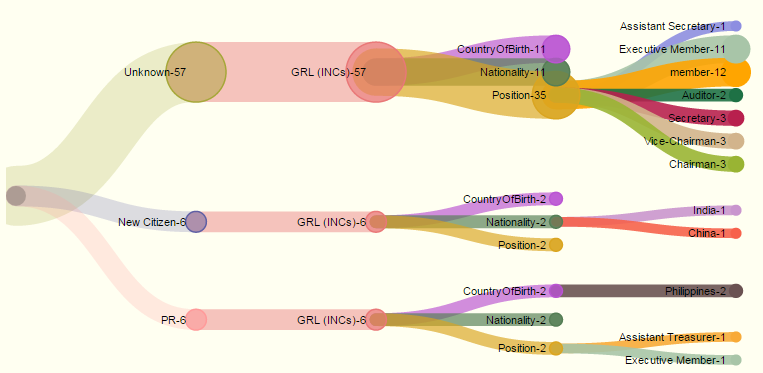 Assistant Secretary-1
Executive Member-11
CountryOfBirth-11
Unknown-57
GRL (INCs)-57
Nationality-11
member-12
Position-35
Auditor-2
Secretary-3
Vice-Chairman-3
Chairman-3
CountryOfBirth-2
India-1
New Citizen-6
GRL (INCs)-6
Nationality-2
China-1
Position-2
CountryOfBirth-2
Philippines-2
PR-6
GRL (INCs)-6
Nationality-2
Assistant Treasurer-1
Position-2
Executive Member-1